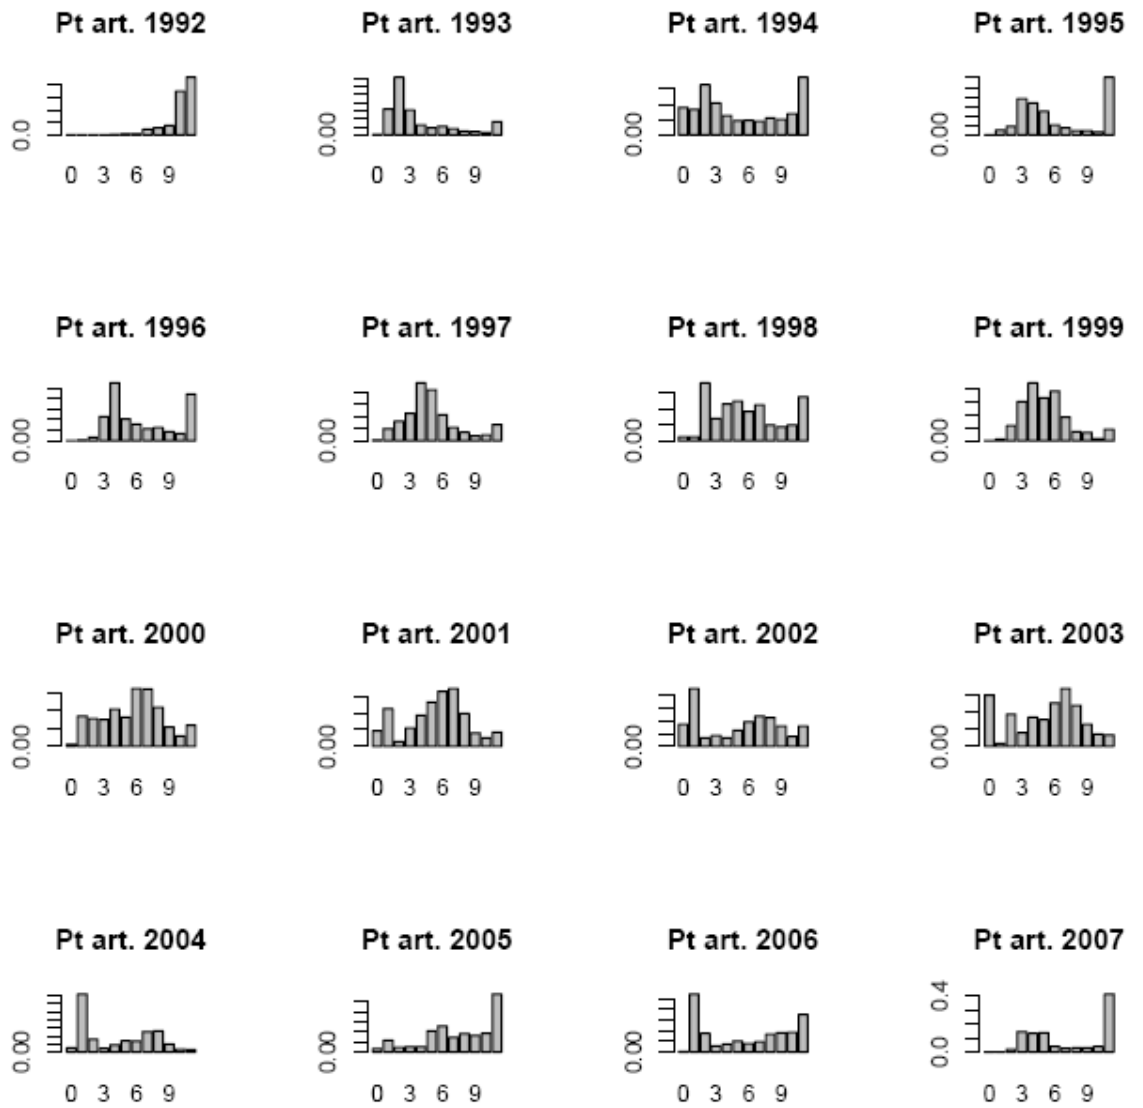 Pt art. 1992 Pt art. 1993 Pt art. 1994 Pt art. 1995
0.0 0.00 0.00 0.00
0 3 6 9 0 3 6 9 0 3 6 9 0 3 6 9
Pt art. 1996 Pt art. 1997 Pt art. 1998 Pt art. 1999
0.00 0.00 0.00 0.00
0 3 6 9 0 3 6 9 0 3 6 9 0 3 6 9
Pt art. 2000 Pt art. 2001 Pt art. 2002 Pt art. 2003
0.00 0.00 0.00 0.00
0 3 6 9 0 3 6 9 0 3 6 9 0 3 6 9
Pt art. 2004 Pt art. 2005 Pt art. 2006 Pt art. 2007
0.00 0.00 0.00 0.0 0.4
0 3 6 9 0 3 6 9 0 3 6 9 0 3 6 9